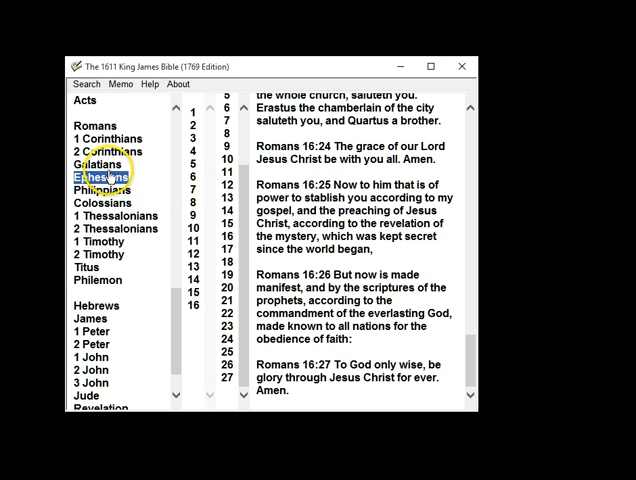 The 1611 King James Bible (1769 Edition)
Search Memo Help About
Acts
Romans
1 Corinthians
2 Corinthians
Galatians
Ephesians
Philippians
Colossians
1 Thessalonians
2 Thessalonians
1 Timothy
2 Timothy
Titus
Philemon
Hebrews
James
1 Peter
2 Peter
1 John
2 John
3 John
Jude
Revelation
1
2
3
4
5
6
7
8
9
10
11
12
13
14
15
16
5
6
7
8
9
10
11
12
13
14
15
16
17
18
19
20
21
22
23
24
25
26
27
the whole church, saluteth you.
Erastus the chamberlain of the city
saluteth you, and Quartus a brother.
Romans 16:24 The grace of our Lord
Jesus Christ be with you all. Amen.
Romans 16:25 Now to him that is of
power to stablish you according to my
gospel, and the preaching of Jesus
Christ, according to the revelation of
the mystery, which was kept secret
since the world began,
Romans 16:26 But now is made
manifest, and by the scriptures of the
prophets, according to the
commandment of the everlasting God,
made known to all nations for the
obedience of faith:
Romans 16:27 To God only wise, be
glory through Jesus Christ for ever.
Amen.